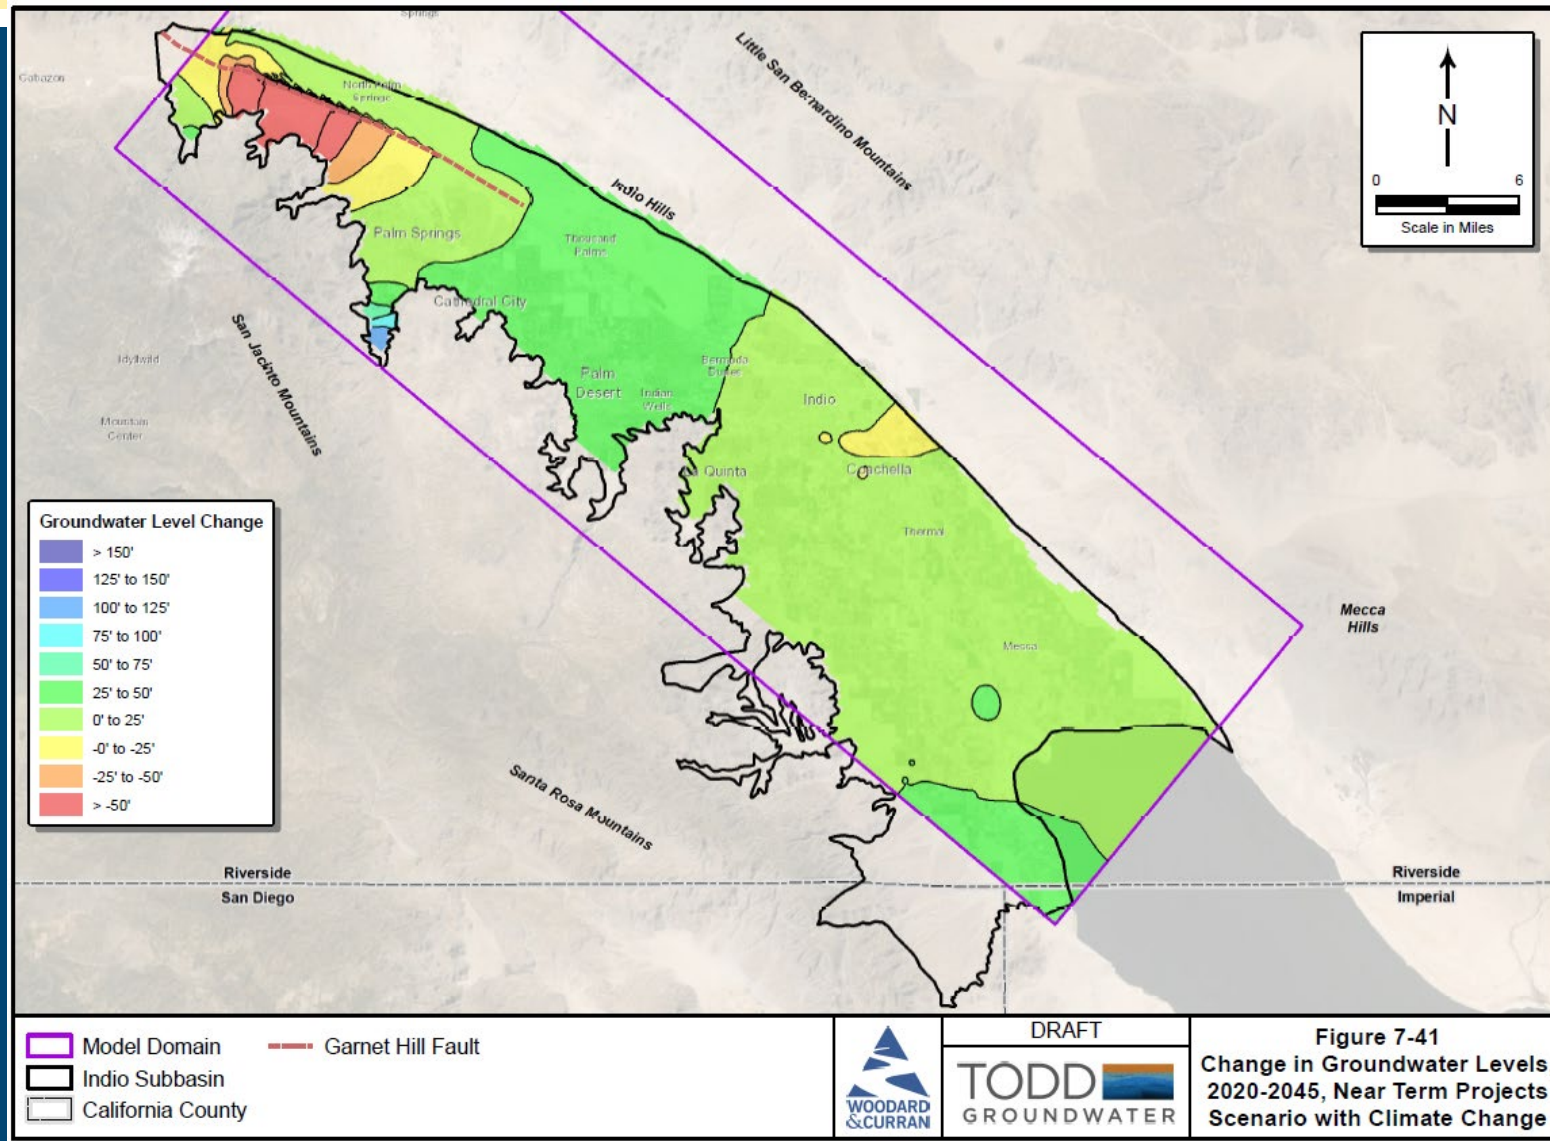 Springs
Cabazon
North Palm
Springs
Little San Bernardino Mountains
N
0 6
Scale in Miles
Indio Hills
Palm Springs
Thousand
Palms
Cathedral City
San Jacinto Mountains
Idyllwild
Bermuda
Dunes
Palm
Desert
Indian
Wells
Indio
Mountain
Center
La Quinta
Coachella
Thermal
Groundwater Level Change
> 150'
125' to 150'
100' to 125'
75' to 100'
50' to 75'
25' to 50'
0' to 25'
-0' to -25'
-25' to -50'
> -50'
Mecca
Hills
Mecca
Santa Rosa Mountains
Riverside
San Diego
Riverside
Imperial
Model Domain
Garnet Hill Fault
Indio Subbasin
California County
WOODARD
&CURRAN
DRAFT
TODD
GROUNDWATER
Figure 7-41
Change in Groundwater Levels
2020-2045, Near Term Projects
Scenario with Climate Change